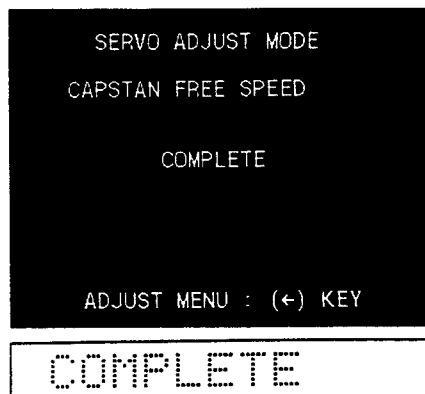 SERVO ADJUST MODE
CAPSTAN FREE SPEED
COMPLETE
ADJUST MENU : (←) KEY
COMPLETE